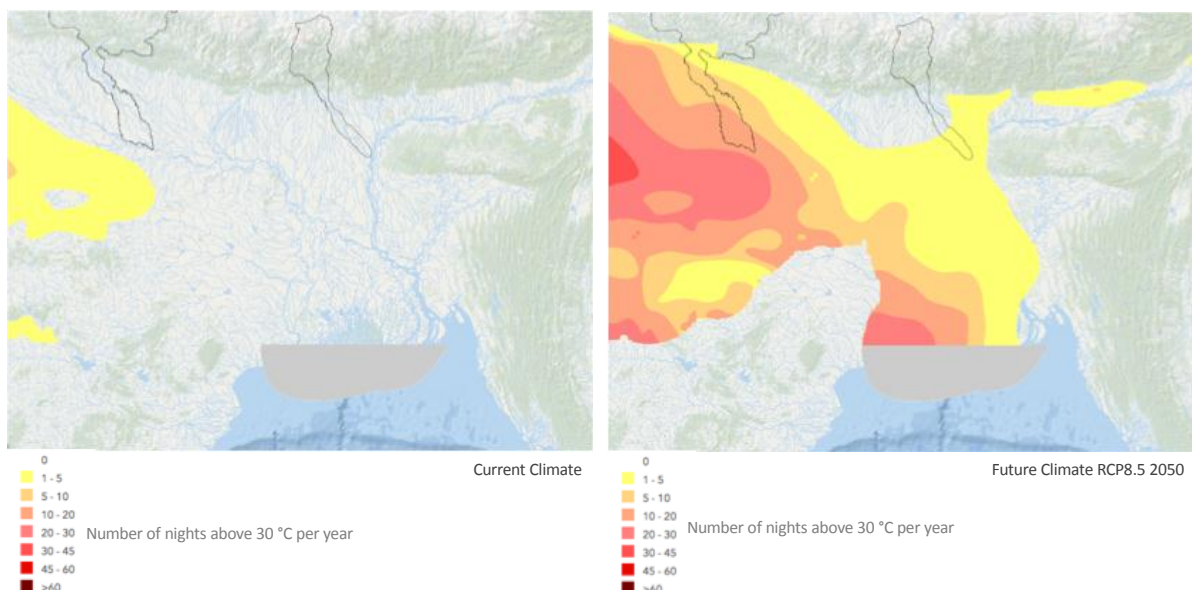 Current Climate
0
1 - 5
5 - 10
10 - 20
20 - 30
30 - 45
45 - 60
>60
Number of nights above 30 °C per year
Future Climate RCP8.5 2050
0
1 - 5
5 - 10
10 - 20
20 - 30
30 - 45
45 - 60
>60
Number of nights above 30 °C per year